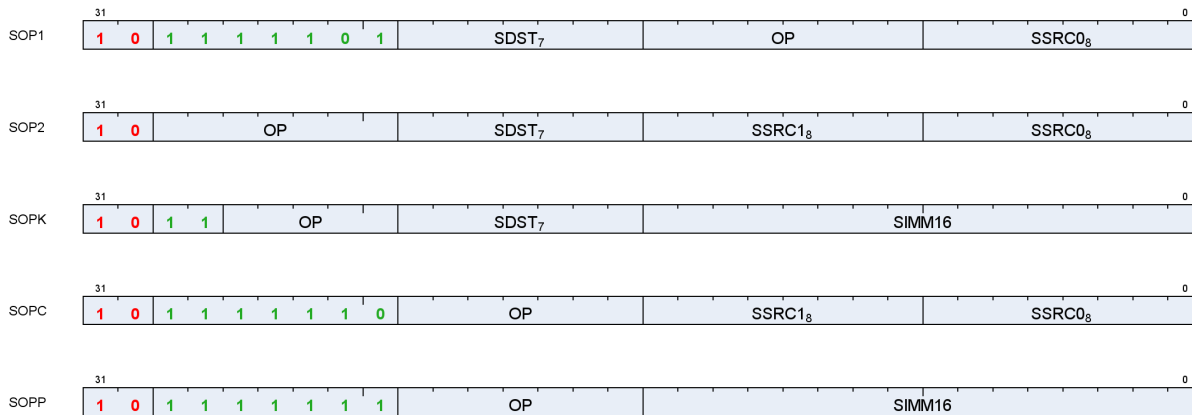 31 0
SOP1 1 0 1 1 1 1 1 0 1 SDST₇ OP SSRC0₈
31 0
SOP2 1 0 OP SDST₇ SSRC1₈ SSRC0₈
31 0
SOPK 1 0 1 1 OP SDST₇ SIMM16
31 0
SOPC 1 0 1 1 1 1 1 1 0 OP SSRC1₈ SSRC0₈
31 0
SOPP 1 0 1 1 1 1 1 1 1 OP SIMM16